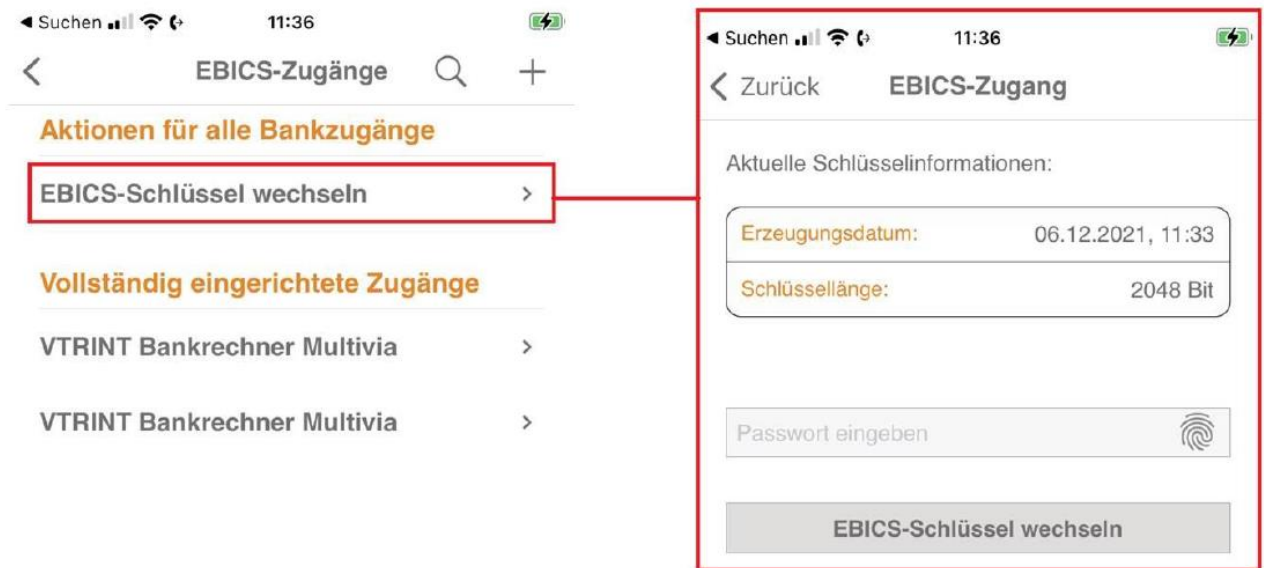 Suchen 11:36
EBICS-Zugänge
Aktionen für alle Bankzugänge
EBICS-Schlüssel wechseln
Vollständig eingerichtete Zugänge
VTRINT Bankrechner Multivia
VTRINT Bankrechner Multivia
Suchen 11:36
Zurück EBICS-Zugang
Aktuelle Schlüsselinformationen:
Erzeugungsdatum: 06.12.2021, 11:33
Schlüssellänge: 2048 Bit
Passwort eingeben
EBICS-Schlüssel wechseln